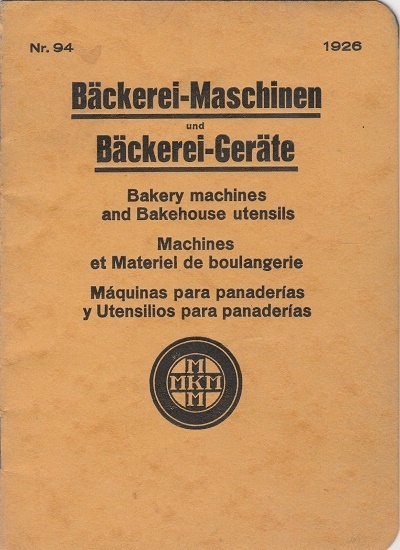 Nr. 94 1926
Bäckerei-Maschinen
und
Bäckerei-Geräte
Bakery machines
and Bakehouse utensils
Machines
et Materiel de boulangerie
Máquinas para panaderías
y Utensilios para panaderías
M
MKM
M